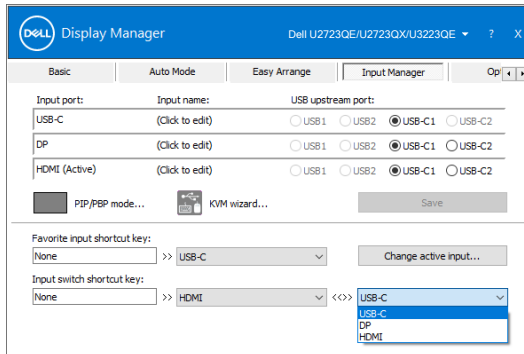 DELL Display Manager Dell U2723QE/U2723QX/U3223QE ? X
Basic Auto Mode Easy Arrange Input Manager
Input port: Input name: USB upstream port:
USB-C (Click to edit) USB1 USB2 USB-C1 USB-C2
DP (Click to edit) USB1 USB2 USB-C1 USB-C2
HDMI (Active) (Click to edit) USB1 USB2 USB-C1 USB-C2
PIP/PBP mode... KVM wizard... Save
Favorite input shortcut key:
None >> USB-C Change active input...
Input switch shortcut key:
None >> HDMI <<>> USB-C
USB-C
DP
HDMI